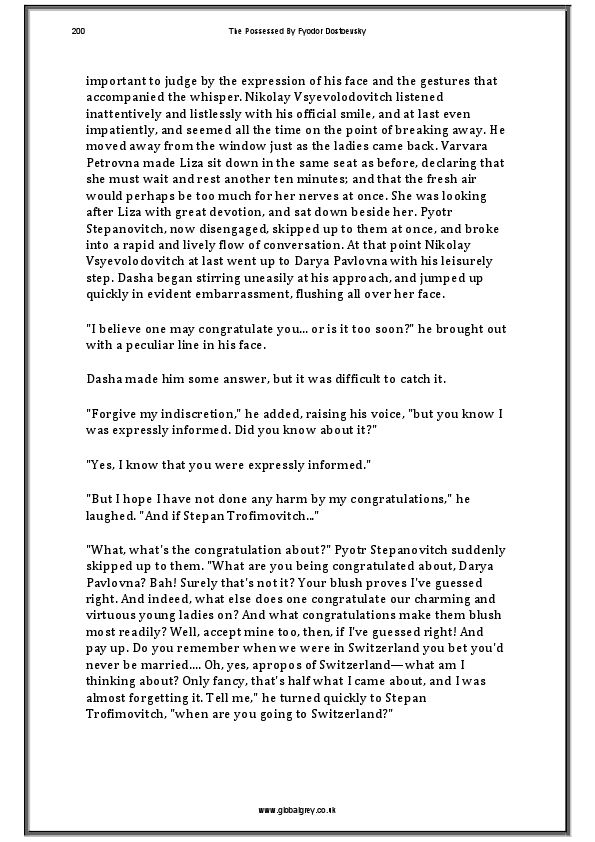 200
The Possessed By Fyodor Dostoevsky
important to judge by the expression of his face and the gestures that
accompanied the whisper. Nikolay Vsyevolodovitch listened
inattentively and listlessly with his official smile, and at last even
impatiently, and seemed all the time on the point of breaking away. He
moved away from the window just as the ladies came back. Varvara
Petrovna made Liza sit down in the same seat as before, declaring that
she must wait and rest another ten minutes; and that the fresh air
would perhaps be too much for her nerves at once. She was looking
after Liza with great devotion, and sat down beside her. Pyotr
Stepanovitch, now disengaged, skipped up to them at once, and broke
into a rapid and lively flow of conversation. At that point Nikolay
Vsyevolodovitch at last went up to Darya Pavlovna with his leisurely
step. Dasha began stirring uneasily at his approach, and jumped up
quickly in evident embarrassment, flushing all over her face.
"I believe one may congratulate you... or is it too soon?" he brought out
with a peculiar line in his face.
Dasha made him some answer, but it was difficult to catch it.
"Forgive my indiscretion," he added, raising his voice, "but you know I
was expressly informed. Did you know about it?"
"Yes, I know that you were expressly informed."
"But I hope I have not done any harm by my congratulations," he
laughed. "And if Stepan Trofimovitch..."
"What, what's the congratulation about?" Pyotr Stepanovitch suddenly
skipped up to them. "What are you being congratulated about, Darya
Pavlovna? Bah! Surely that's not it? Your blush proves I've guessed
right. And indeed, what else does one congratulate our charming and
virtuous young ladies on? And what congratulations make them blush
most readily? Well, accept mine too, then, if I've guessed right! And
pay up. Do you remember when we were in Switzerland you bet you'd
never be married.... Oh, yes, apropos of Switzerland—what am I
thinking about? Only fancy, that's half what I came about, and I was
almost forgetting it. Tell me," he turned quickly to Stepan
Trofimovitch, "when are you going to Switzerland?"
www.globalgrey.co.uk